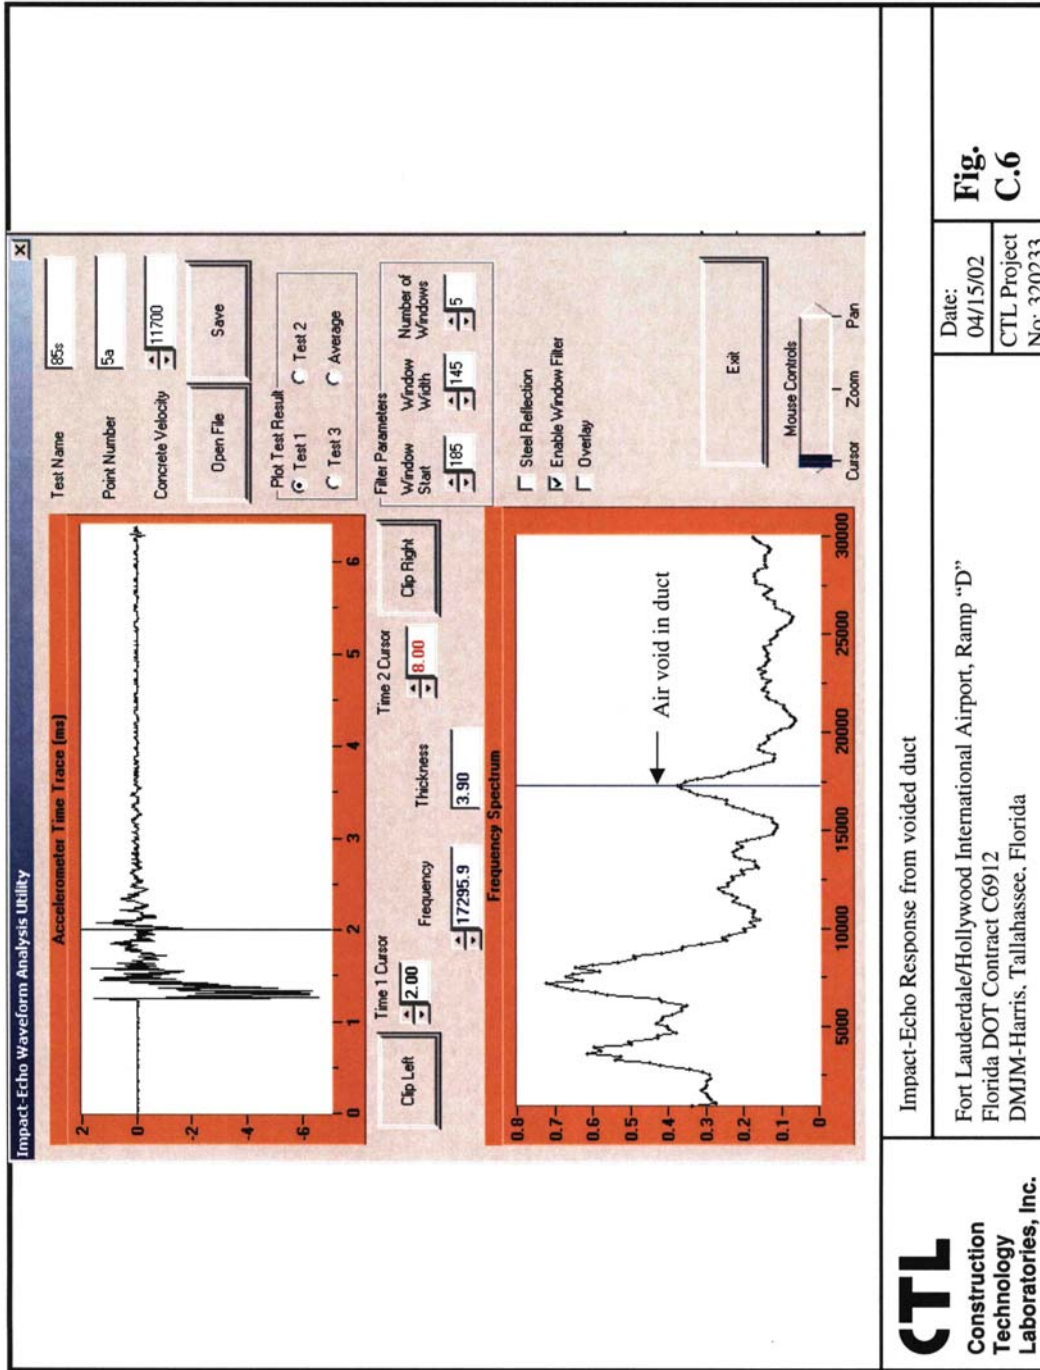 Impact-Echo Waveform Analysis Utility
X
Accelerometer Time Trace (ms)
2
0
-2
-4
-6
0
1
2
3
4
5
6
Test Name
85s
Point Number
5a
Concrete Velocity
11700
Open File
Save
Plot Test Result
Test 1
Test 2
Test 3
Average
Clip Left
Time 1 Cursor
2.00
Frequency
17295.9
Thickness
3.90
Time 2 Cursor
8.00
Clip Right
Filter Parameters
Window Start
Window Width
Number of Windows
185
145
5
Frequency Spectrum
0.8
0.7
0.6
0.5
0.4
0.3
0.2
0.1
0
5000
10000
15000
20000
25000
30000
Air void in duct
Steel Reflection
Enable Window Filter
Overlay
Exit
Mouse Controls
Cursor
Zoom
Pan
CTL
Construction
Technology
Laboratories, Inc.
Impact-Echo Response from voided duct
Fort Lauderdale/Hollywood International Airport, Ramp “D”
Florida DOT Contract C6912
DMJM-Harris, Tallahassee, Florida
Date:
04/15/02
CTL Project
No: 320233
Fig.
C.6